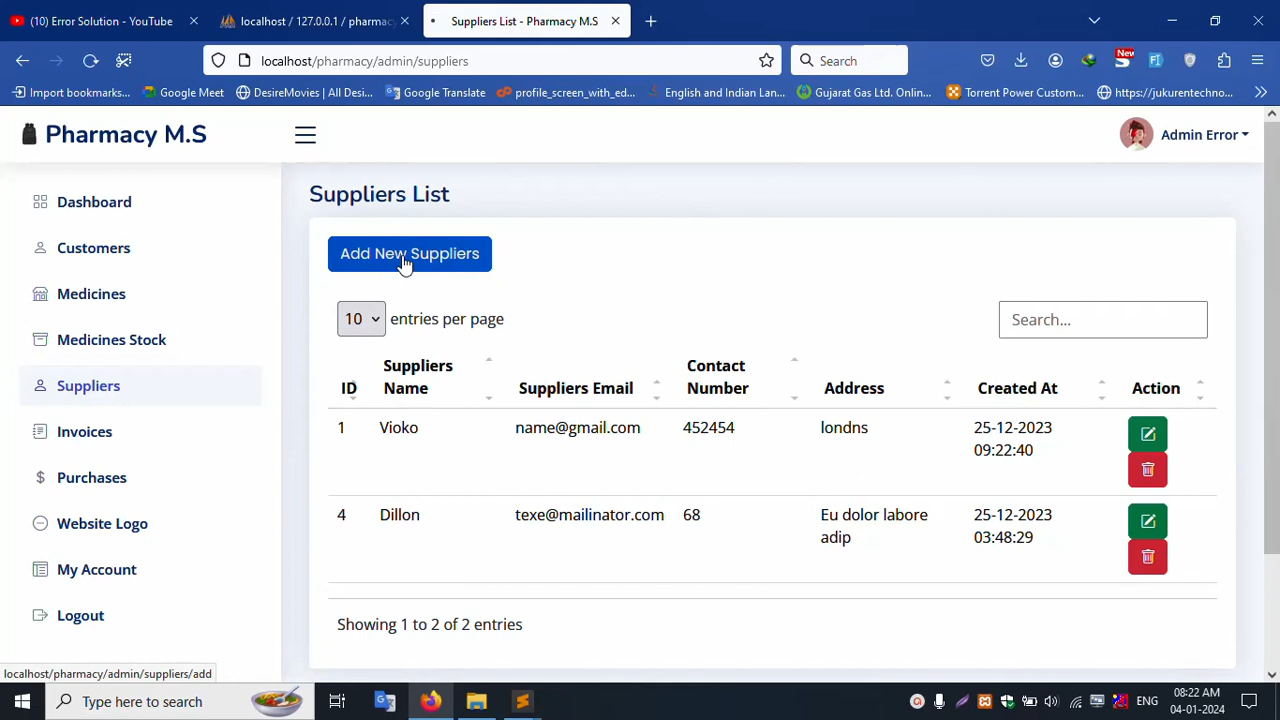 (10) Error Solution - YouTube
localhost / 127.0.0.1 / pharmacy
Suppliers List - Pharmacy M.S
localhost/pharmacy/admin/suppliers
Search
New
Import bookmarks...
Google Meet
DesireMovies | All Desi...
Google Translate
profile_screen_with_ed...
English and Indian Lan...
Gujarat Gas Ltd. Onlin...
Torrent Power Custom...
https://jukurentechno...
Pharmacy M.S
Admin Error
Dashboard
Customers
Medicines
Medicines Stock
Suppliers
Invoices
Purchases
Website Logo
My Account
Logout
Suppliers List
Add New Suppliers
10 entries per page
Search...
ID Suppliers Name Suppliers Email Contact Number Address Created At Action
1 Vioko name@gmail.com 452454 londns 25-12-2023
09:22:40
4 Dillon texe@mailinator.com 68 Eu dolor labore 25-12-2023
adip 03:48:29
Showing 1 to 2 of 2 entries
localhost/pharmacy/admin/suppliers/add
Type here to search
ENG
08:22 AM
04-01-2024